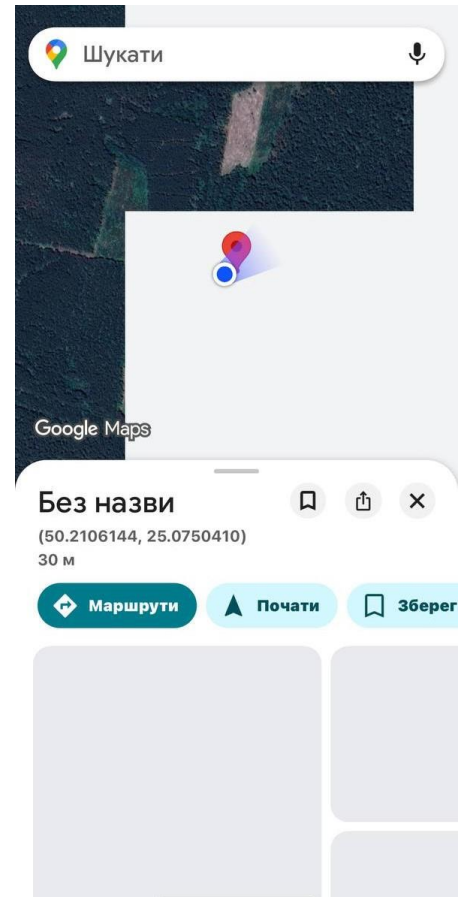 Шукати
Google Maps
Без назви
(50.2106144, 25.0750410)
30 м
Маршрути
Почати
Зберег